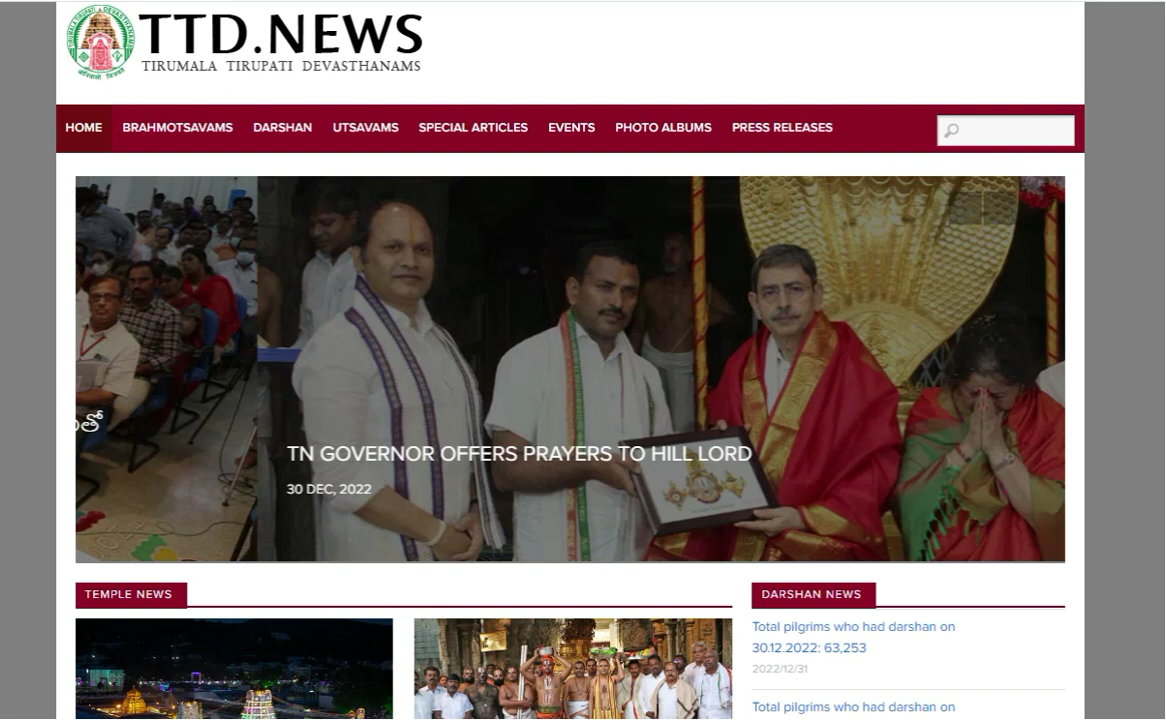 TTD.NEWS
TIRUMALA TIRUPATI DEVASTHANAMS
HOME BRAHMOTSAVAMS DARSHAN UTSAVAMS SPECIAL ARTICLES EVENTS PHOTO ALBUMS PRESS RELEASES
TN GOVERNOR OFFERS PRAYERS TO HILL LORD
30 DEC, 2022
TEMPLE NEWS
DARSHAN NEWS
Total pilgrims who had darshan on
30.12.2022: 63,253
2022/12/31
Total pilgrims who had darshan on